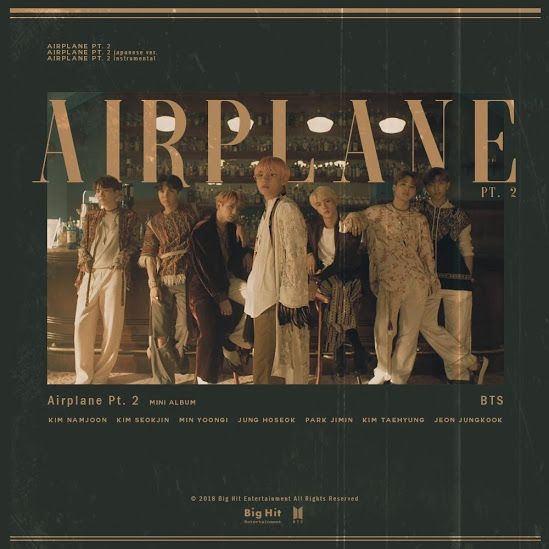 AIRPLANE PT. 2
AIRPLANE PT. 2 japanese ver.
AIRPLANE PT. 2 instrumental
AIRPLANE
PT. 2
Airplane Pt. 2 MINI ALBUM BTS
KIM NAMJOON KIM SEOKJIN MIN YOONGI JUNG HOSEOK PARK JIMIN KIM TAEHYUNG JEON JUNGKOOK
© 2018 Big Hit Entertainment All Rights Reserved
Big Hit
Entertainment BTS